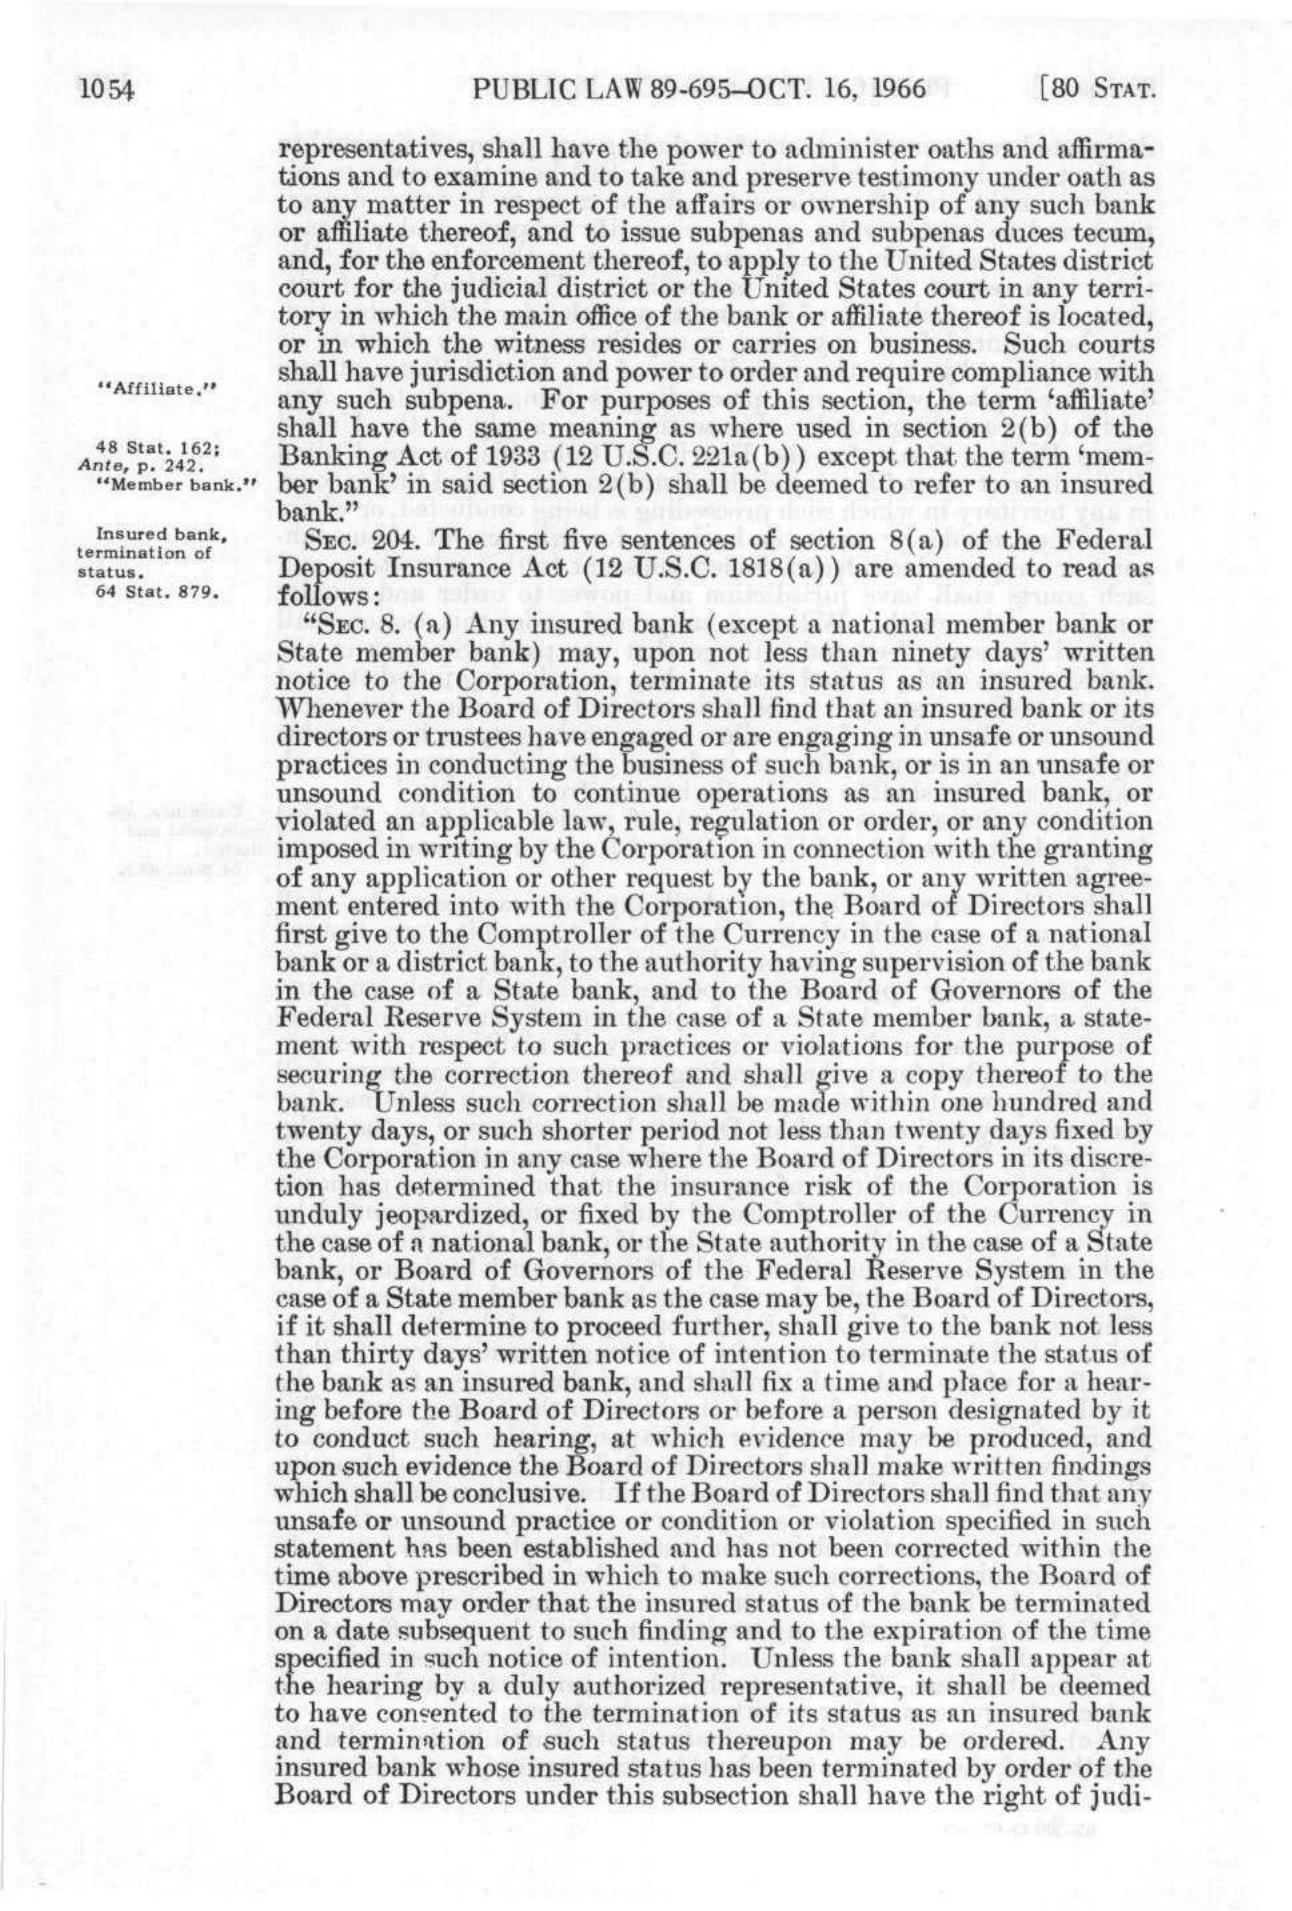 1054
PUBLIC LAW 89-695—OCT. 16, 1966
[80 STAT.
representatives, shall have the power to administer oaths and affirma-
tions and to examine and to take and preserve testimony under oath as
to any matter in respect of the affairs or ownership of any such bank
or affiliate thereof, and to issue subpenas and subpenas duces tecum,
and, for the enforcement thereof, to apply to the United States district
court for the judicial district or the United States court in any terri-
tory in which the main office of the bank or affiliate thereof is located,
or in which the witness resides or carries on business. Such courts
shall have jurisdiction and power to order and require compliance with
"Affiliate."
any such subpena. For purposes of this section, the term 'affiliate'
shall have the same meaning as where used in section 2(b) of the
48 Stat. 162;
Ante, p. 242.
Banking Act of 1933 (12 U.S.C. 221a(b)) except that the term 'mem-
"Member bank."
ber bank' in said section 2(b) shall be deemed to refer to an insured
bank."
Insured bank,
termination of
status.
64 Stat. 879.
SEC. 204. The first five sentences of section 8(a) of the Federal
Deposit Insurance Act (12 U.S.C. 1818(a)) are amended to read as
follows:
"SEC. 8. (a) Any insured bank (except a national member bank or
State member bank) may, upon not less than ninety days' written
notice to the Corporation, terminate its status as an insured bank.
Whenever the Board of Directors shall find that an insured bank or its
directors or trustees have engaged or are engaging in unsafe or unsound
practices in conducting the business of such bank, or is in an unsafe or
unsound condition to continue operations as an insured bank, or
violated an applicable law, rule, regulation or order, or any condition
imposed in writing by the Corporation in connection with the granting
of any application or other request by the bank, or any written agree-
ment entered into with the Corporation, the Board of Directors shall
first give to the Comptroller of the Currency in the case of a national
bank or a district bank, to the authority having supervision of the bank
in the case of a State bank, and to the Board of Governors of the
Federal Reserve System in the case of a State member bank, a state-
ment with respect to such practices or violations for the purpose of
securing the correction thereof and shall give a copy thereof to the
bank. Unless such correction shall be made within one hundred and
twenty days, or such shorter period not less than twenty days fixed by
the Corporation in any case where the Board of Directors in its discre-
tion has determined that the insurance risk of the Corporation is
unduly jeopardized, or fixed by the Comptroller of the Currency in
the case of a national bank, or the State authority in the case of a State
bank, or Board of Governors of the Federal Reserve System in the
case of a State member bank as the case may be, the Board of Directors,
if it shall determine to proceed further, shall give to the bank not less
than thirty days' written notice of intention to terminate the status of
the bank as an insured bank, and shall fix a time and place for a hear-
ing before the Board of Directors or before a person designated by it
to conduct such hearing, at which evidence may be produced, and
upon such evidence the Board of Directors shall make written findings
which shall be conclusive. If the Board of Directors shall find that any
unsafe or unsound practice or condition or violation specified in such
statement has been established and has not been corrected within the
time above prescribed in which to make such corrections, the Board of
Directors may order that the insured status of the bank be terminated
on a date subsequent to such finding and to the expiration of the time
specified in such notice of intention. Unless the bank shall appear at
the hearing by a duly authorized representative, it shall be deemed
to have consented to the termination of its status as an insured bank
and termination of such status thereupon may be ordered. Any
insured bank whose insured status has been terminated by order of the
Board of Directors under this subsection shall have the right of judi-